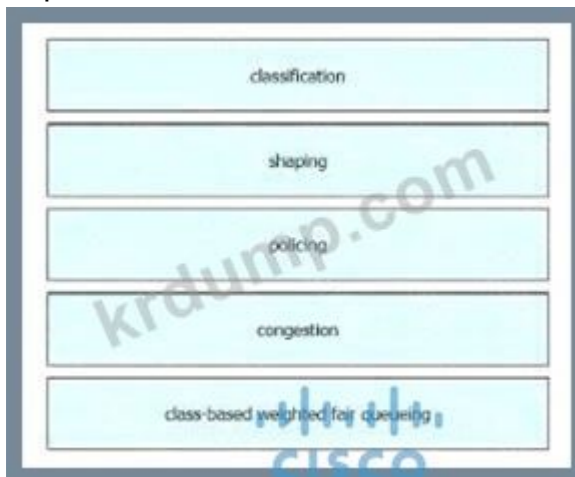 classification
shaping
policing
krdump.com
congestion
class-based weighted fair queueing
CISCO